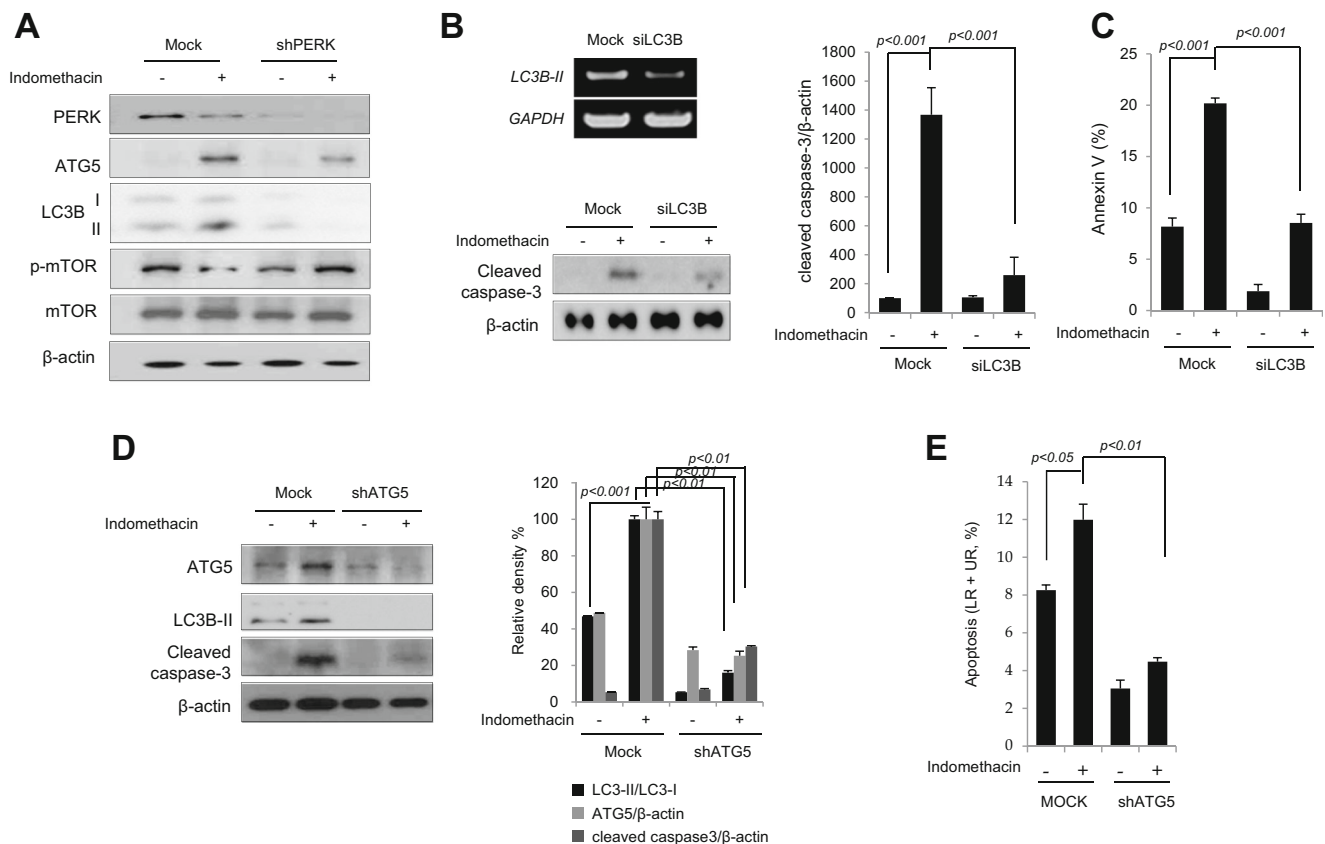 A
Mock shPERK
Indomethacin - + - +
PERK
ATG5
LC3B I
II
p-mTOR
mTOR
β-actin
B
Mock siLC3B
LC3B-II
GAPDH
Mock siLC3B
Indomethacin - + - +
Cleaved
caspase-3
β-actin
p<0.001
p<0.001
cleaved caspase-3/β-actin
1800
1600
1400
1200
1000
800
600
400
200
0
Indomethacin - + - +
Mock siLC3B
C
p<0.001
p<0.001
Annexin V (%)
25
20
15
10
5
0
Indomethacin - + - +
Mock siLC3B
D
Mock shATG5
Indomethacin - + - +
ATG5
LC3B-II
Cleaved
caspase-3
β-actin
p<0.01
p<0.01
p<0.01
p<0.001
Relative density %
120
100
80
60
40
20
0
Indomethacin - + - +
Mock shATG5
LC3-II/LC3-I
ATG5/β-actin
cleaved caspase3/β-actin
E
p<0.01
p<0.05
Apoptosis (LR + UR, %)
14
12
10
8
6
4
2
0
Indomethacin - + - +
MOCK shATG5